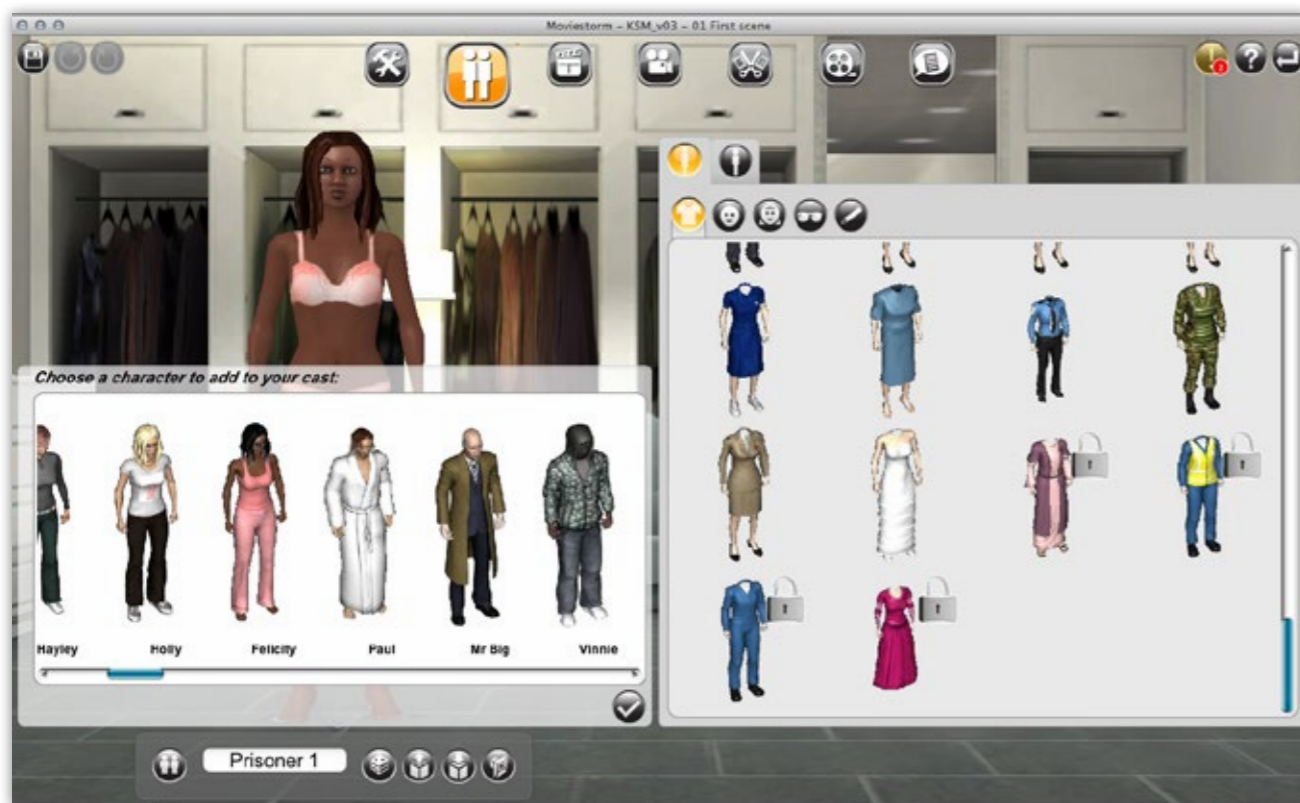 Moviestorm – KSM_v03 – 01 First scene
Choose a character to add to your cast:
Hayley Holly Felicity Paul Mr Big Vinnie
Prisoner 1